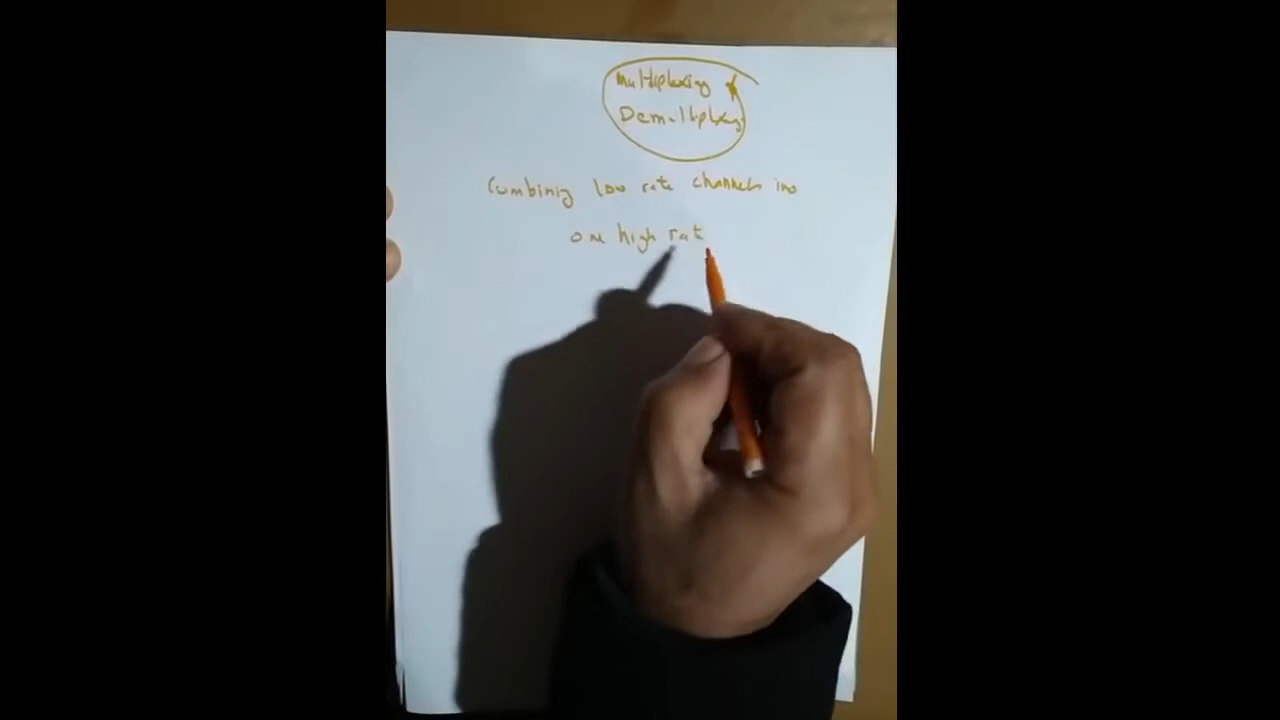 Multiplexing &
Demultiplexing
Combining low rate channels into
one high rate